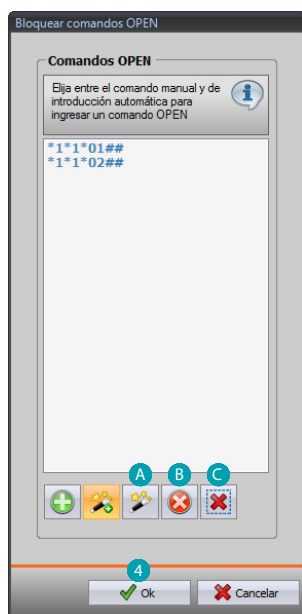 Bloquear comandos OPEN
Comandos OPEN
Elija entre el comando manual y de
introducción automática para
ingresar un comando OPEN
*1*1*01##
*1*1*02##
A B C
4
Ok Cancelar